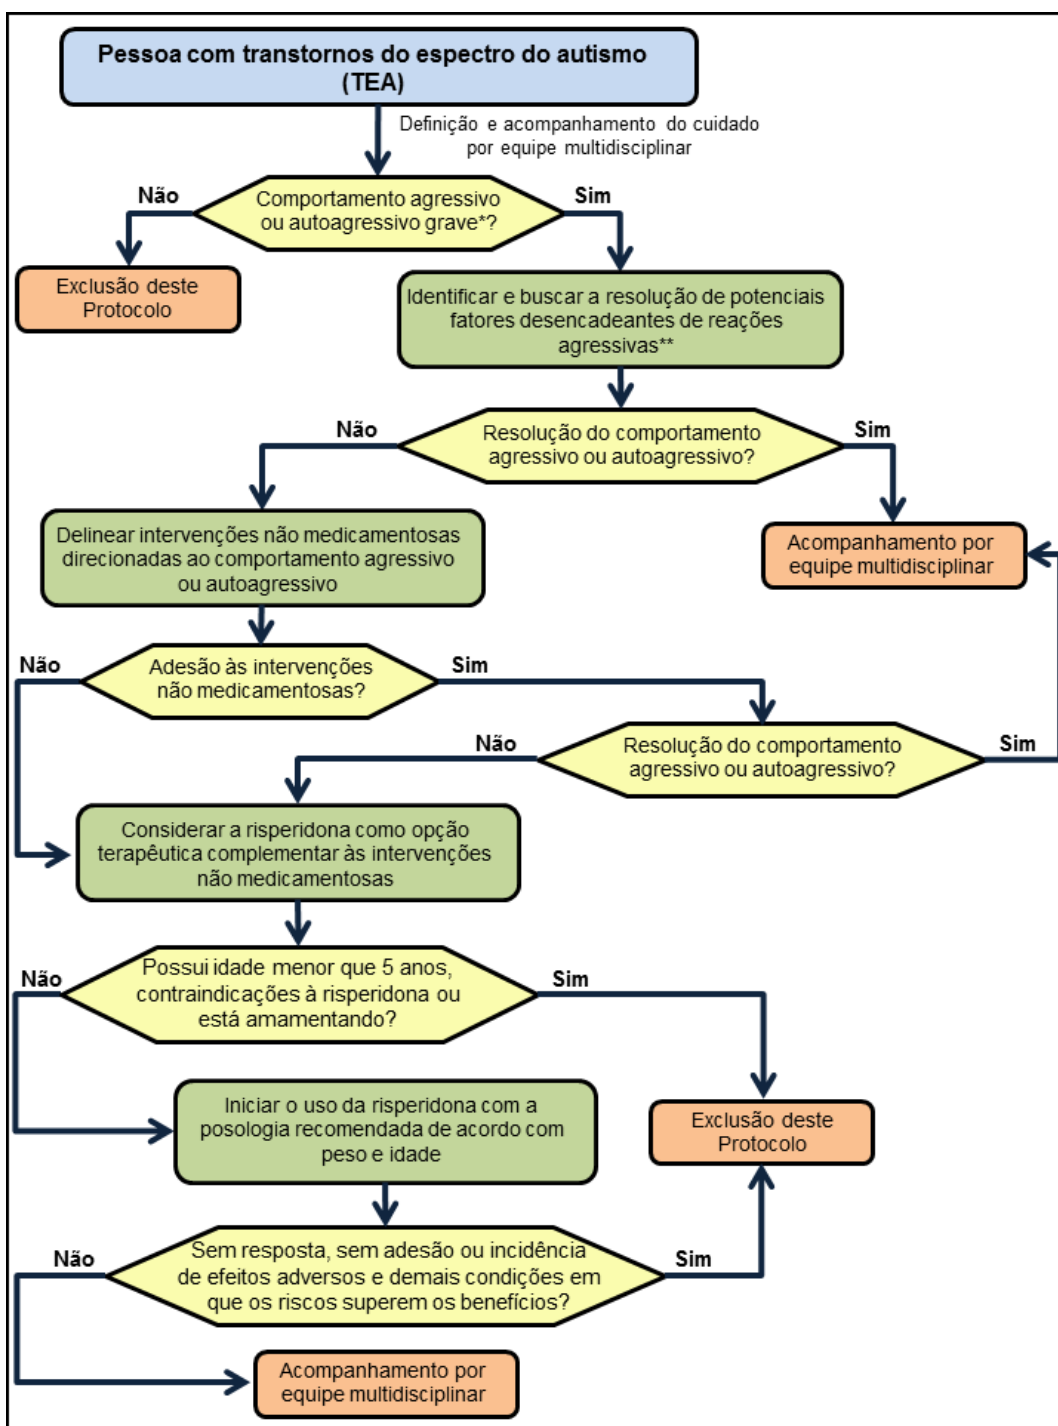 Pessoa com transtornos do espectro do autismo
(TEA)
Definição e acompanhamento do cuidado
por equipe multidisciplinar
Não
Comportamento agressivo
ou autoagressivo grave*?
Sim
Exclusão deste
Protocolo
Identificar e buscar a resolução de potenciais
fatores desencadeantes de reações
agressivas**
Não
Resolução do comportamento
agressivo ou autoagressivo?
Sim
Delinear intervenções não medicamentosas
direcionadas ao comportamento agressivo
ou autoagressivo
Acompanhamento por
equipe multidisciplinar
Não
Adesão às intervenções
não medicamentosas?
Sim
Não
Resolução do comportamento
agressivo ou autoagressivo?
Sim
Considerar a risperidona como opção
terapêutica complementar às intervenções
não medicamentosas
Não
Possui idade menor que 5 anos,
contraindicações à risperidona ou
está amamentando?
Sim
Iniciar o uso da risperidona com a
posologia recomendada de acordo com
peso e idade
Exclusão deste
Protocolo
Não
Sem resposta, sem adesão ou incidência
de efeitos adversos e demais condições em
que os riscos superem os benefícios?
Sim
Acompanhamento por
equipe multidisciplinar